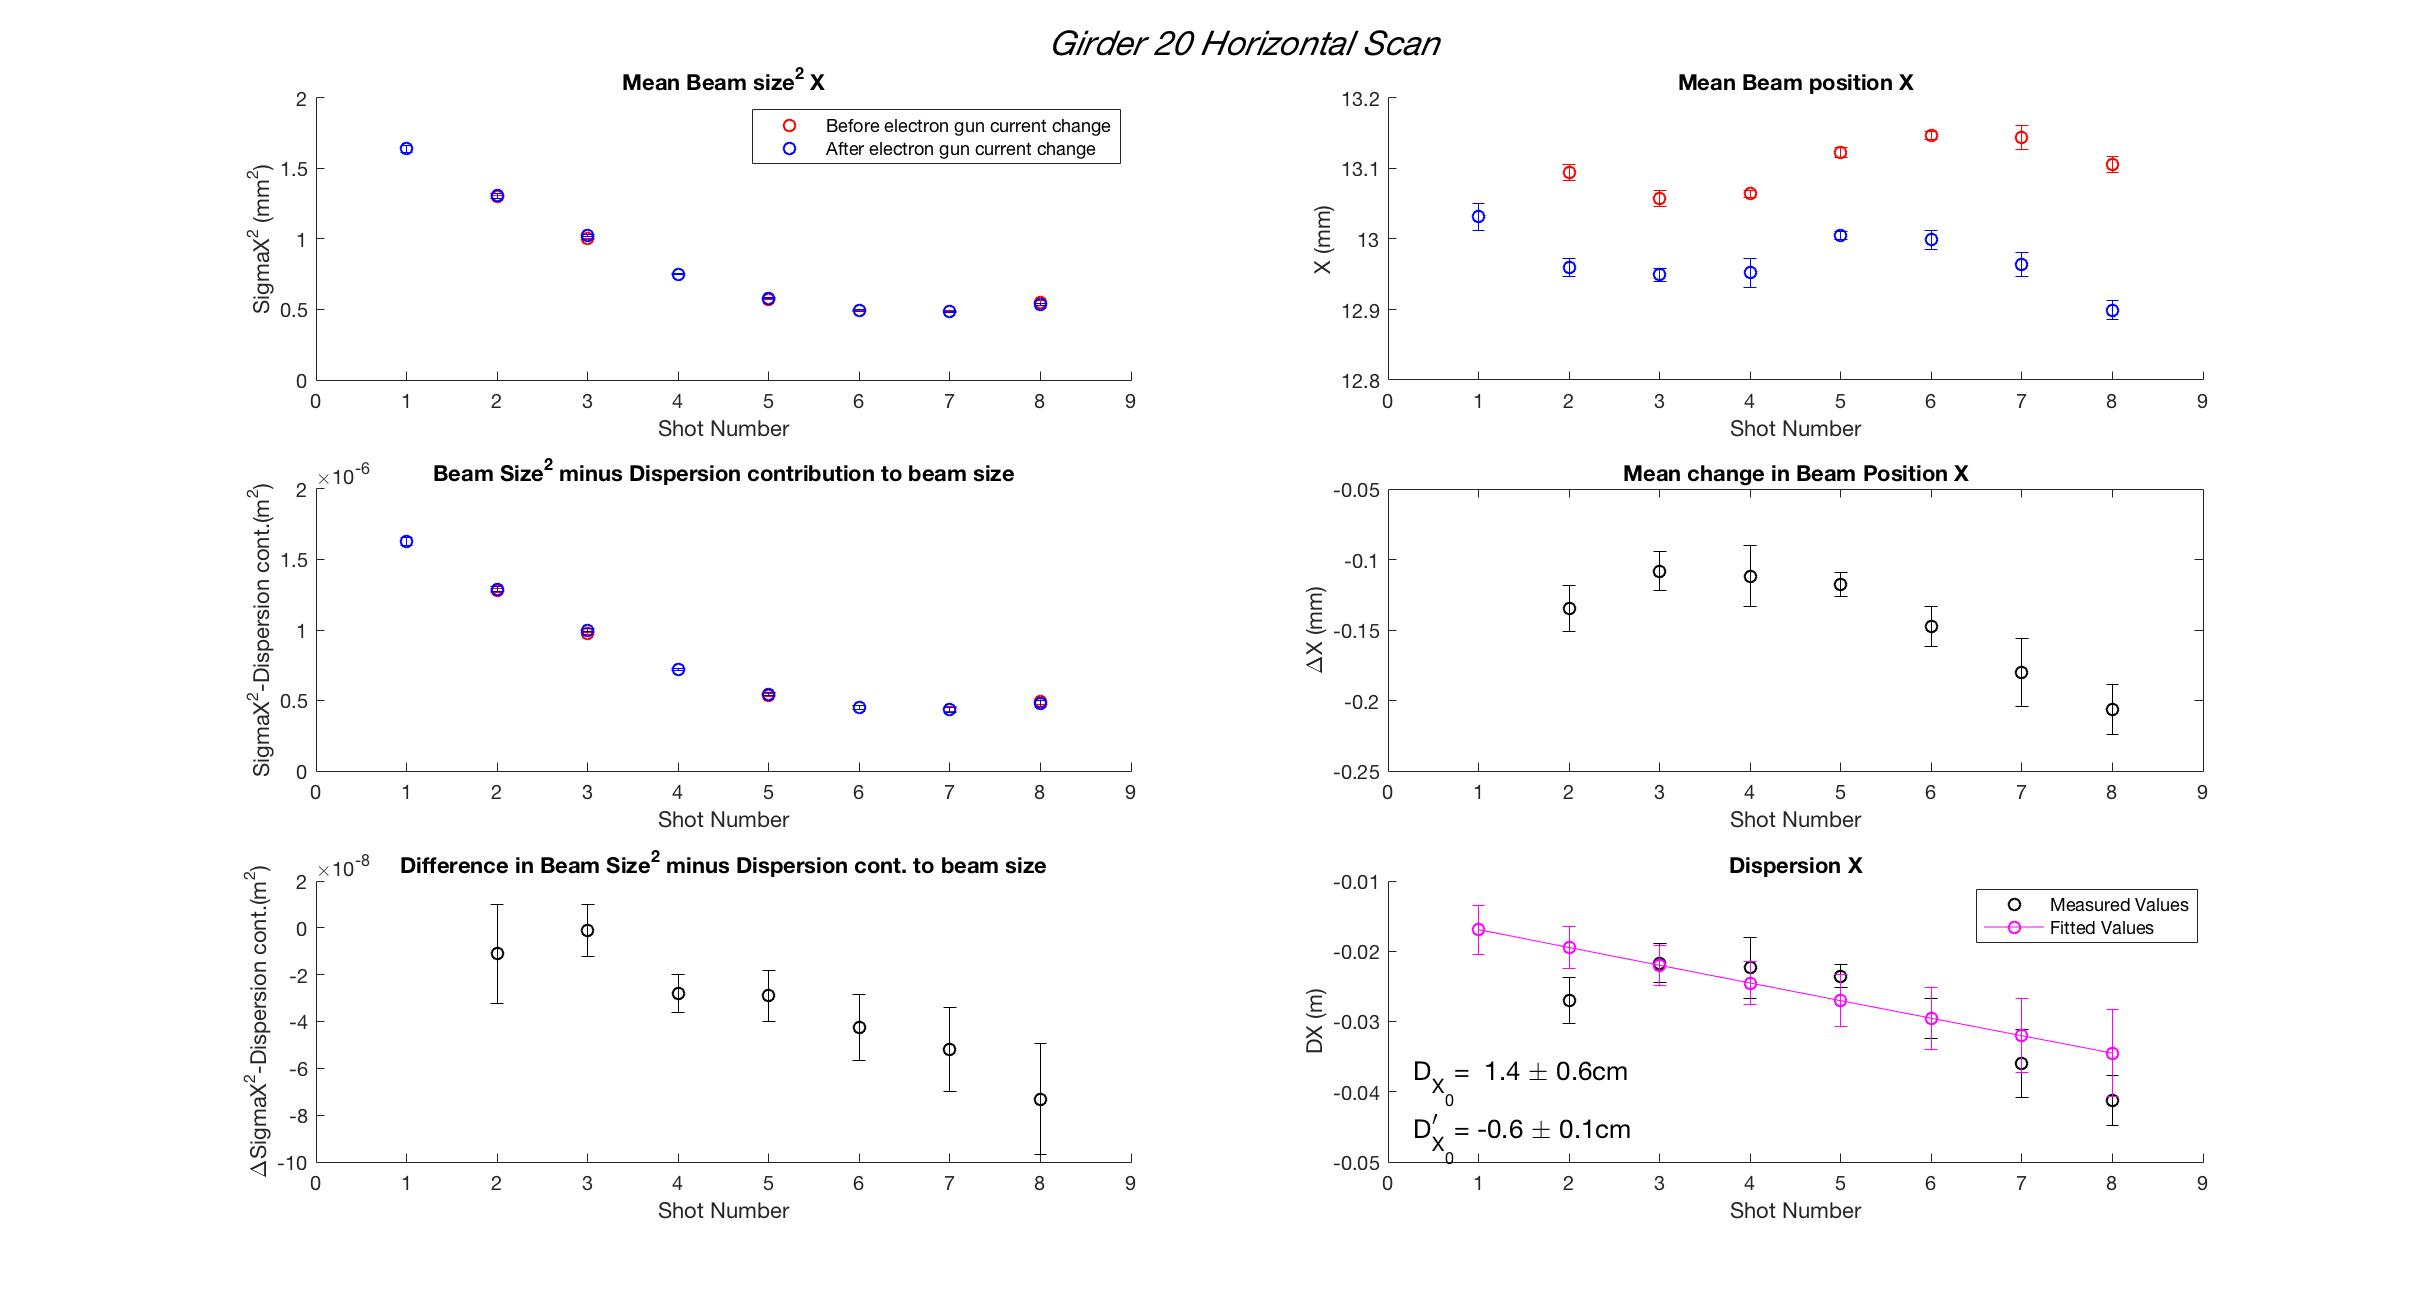 Girder 20 Horizontal Scan
Mean Beam size² X
2
1.5
1
0.5
0
SigmaX² (mm²)
Before electron gun current change
After electron gun current change
0 1 2 3 4 5 6 7 8 9
Shot Number
Mean Beam position X
13.2
13.1
13
12.9
12.8
X (mm)
0 1 2 3 4 5 6 7 8 9
Shot Number
Beam Size² minus Dispersion contribution to beam size
×10⁻⁶
2
1.5
1
0.5
0
SigmaX²-Dispersion cont.(m²)
0 1 2 3 4 5 6 7 8 9
Shot Number
Mean change in Beam Position X
-0.05
-0.1
-0.15
-0.2
-0.25
ΔX (mm)
0 1 2 3 4 5 6 7 8 9
Shot Number
Difference in Beam Size² minus Dispersion cont. to beam size
×10⁻⁸
2
0
-2
-4
-6
-8
-10
ΔSigmaX²-Dispersion cont.(m²)
0 1 2 3 4 5 6 7 8 9
Shot Number
Dispersion X
-0.01
-0.02
-0.03
-0.04
-0.05
DX (m)
Measured Values
Fitted Values
D_X₀ = 1.4 ± 0.6cm
D′_X₀ = -0.6 ± 0.1cm
0 1 2 3 4 5 6 7 8 9
Shot Number